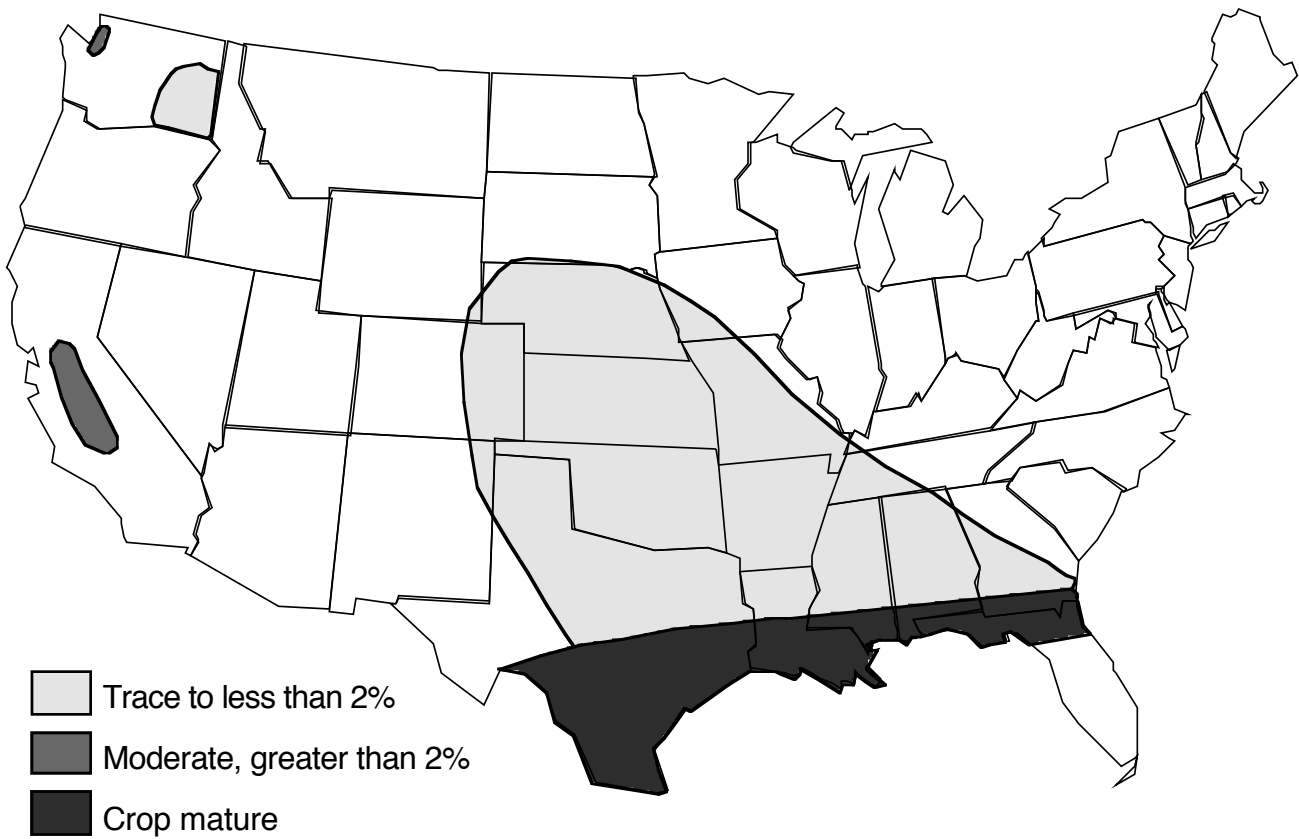 Trace to less than 2%
Moderate, greater than 2%
Crop mature